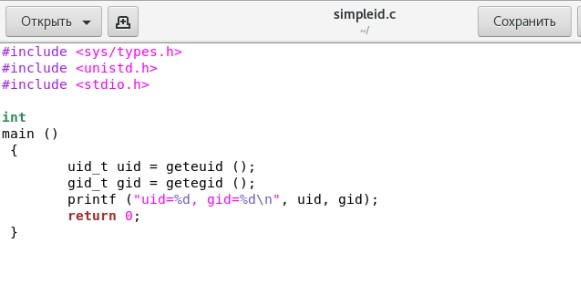 Открыть
simpleid.c
~/
Сохранить
#include <sys/types.h>
#include <unistd.h>
#include <stdio.h>

int
main ()
 {
        uid_t uid = geteuid ();
        gid_t gid = getegid ();
        printf ("uid=%d, gid=%d\n", uid, gid);
        return 0;
 }